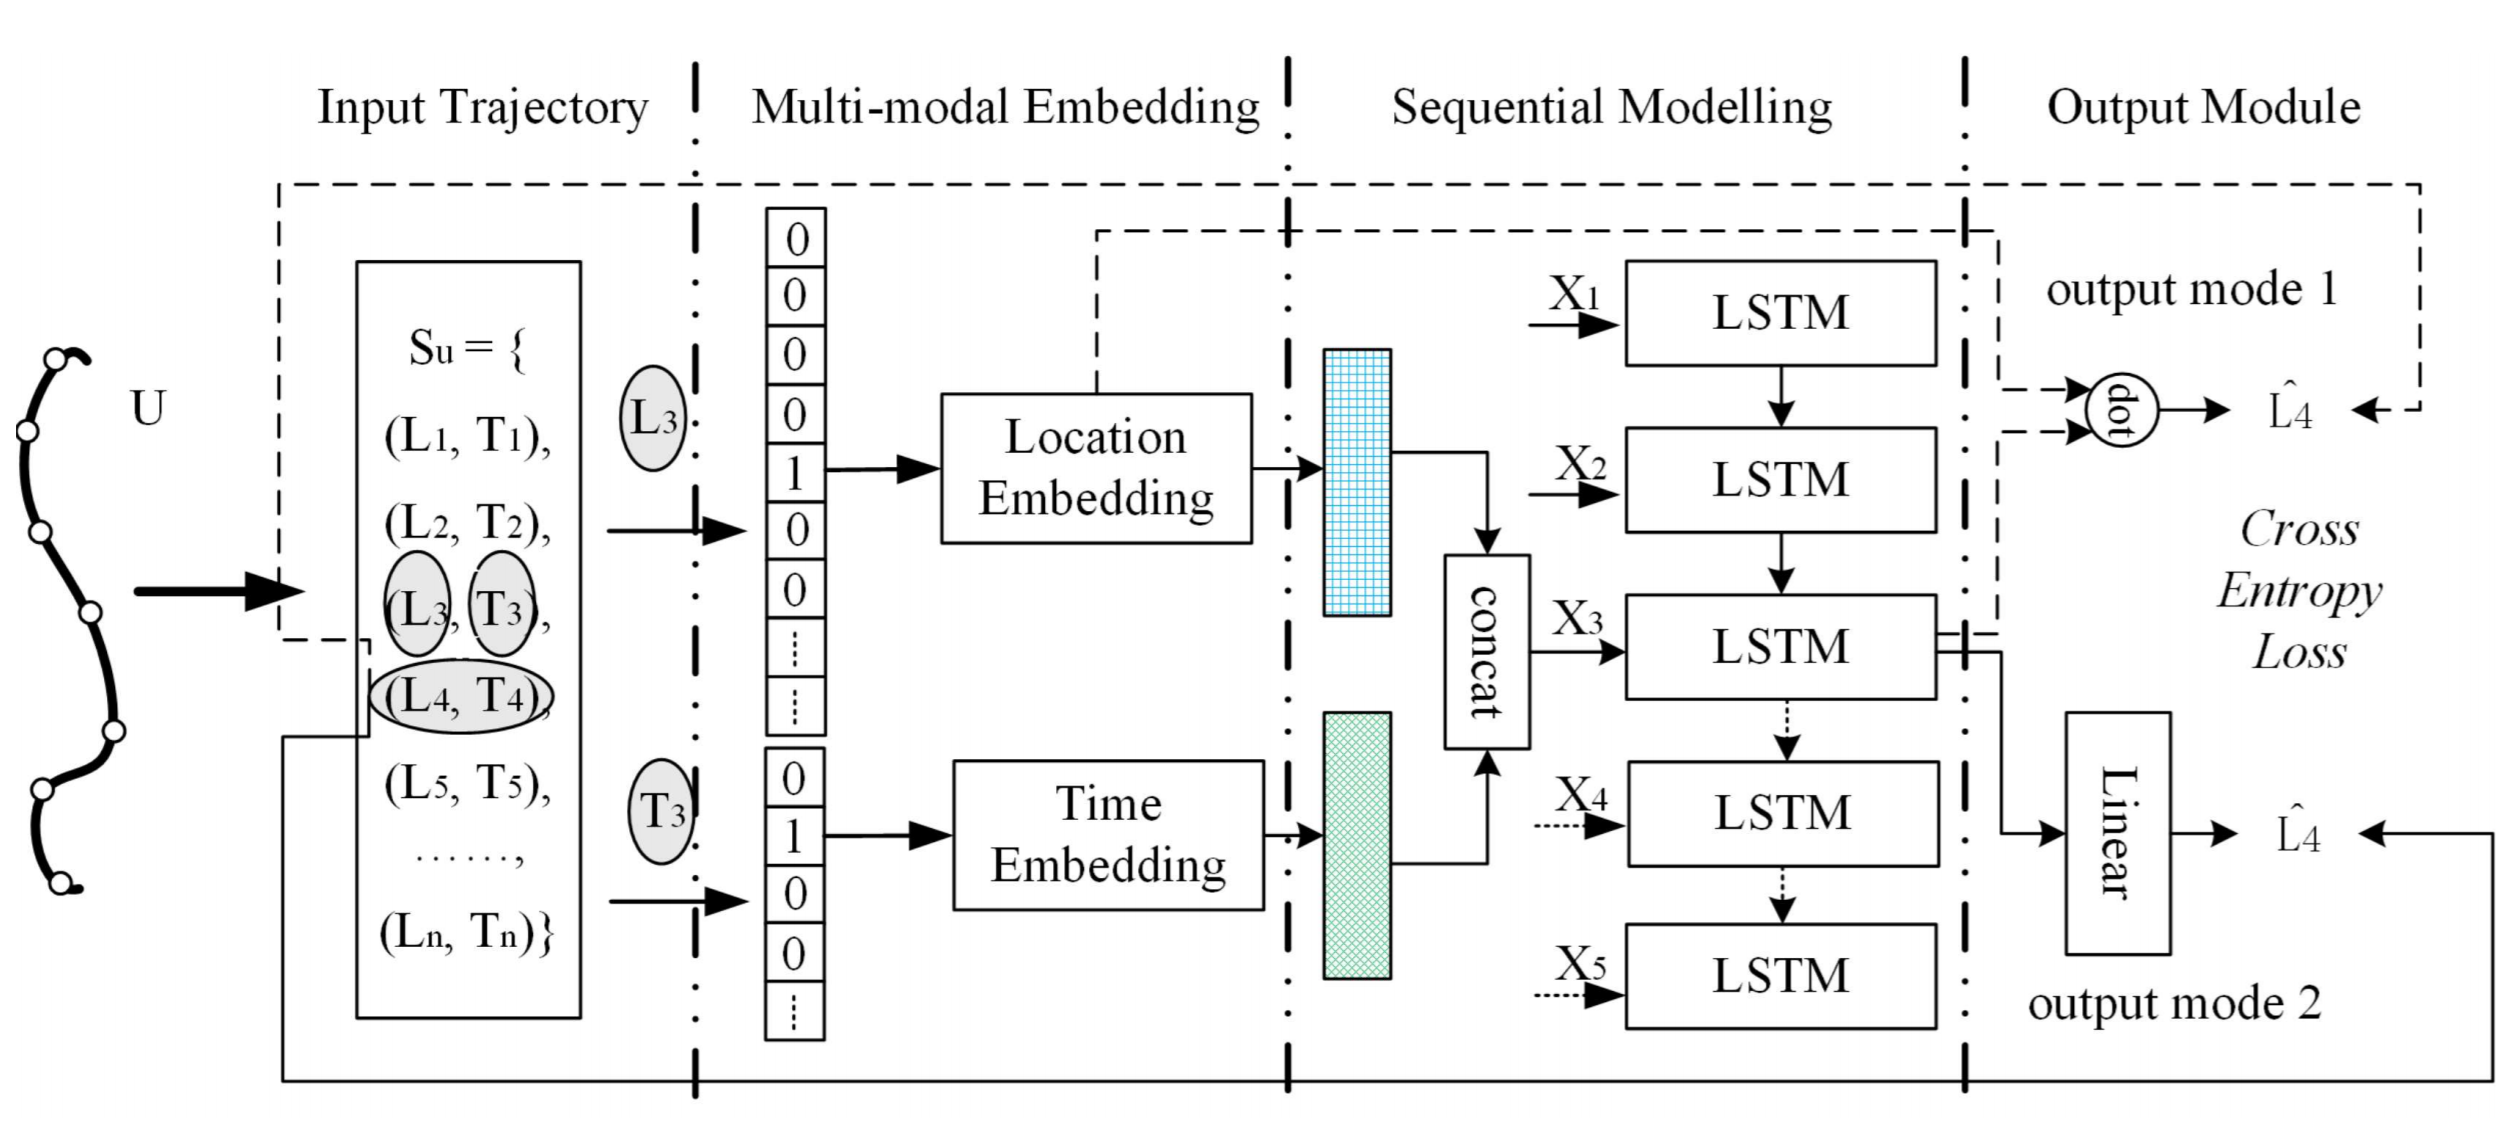 Input Trajectory
Multi-modal Embedding
Sequential Modelling
Output Module
U
Su = {
(L1, T1),
(L2, T2),
(L3, T3),
(L4, T4),
(L5, T5),
······,
(Ln, Tn)}
L3
T3
0
0
0
0
1
0
0
0
1
0
0
Location
Embedding
Time
Embedding
concat
X1
LSTM
X2
LSTM
X3
LSTM
X4
LSTM
X5
LSTM
output mode 1
dot
L̂4
Cross
Entropy
Loss
Linear
L̂4
output mode 2